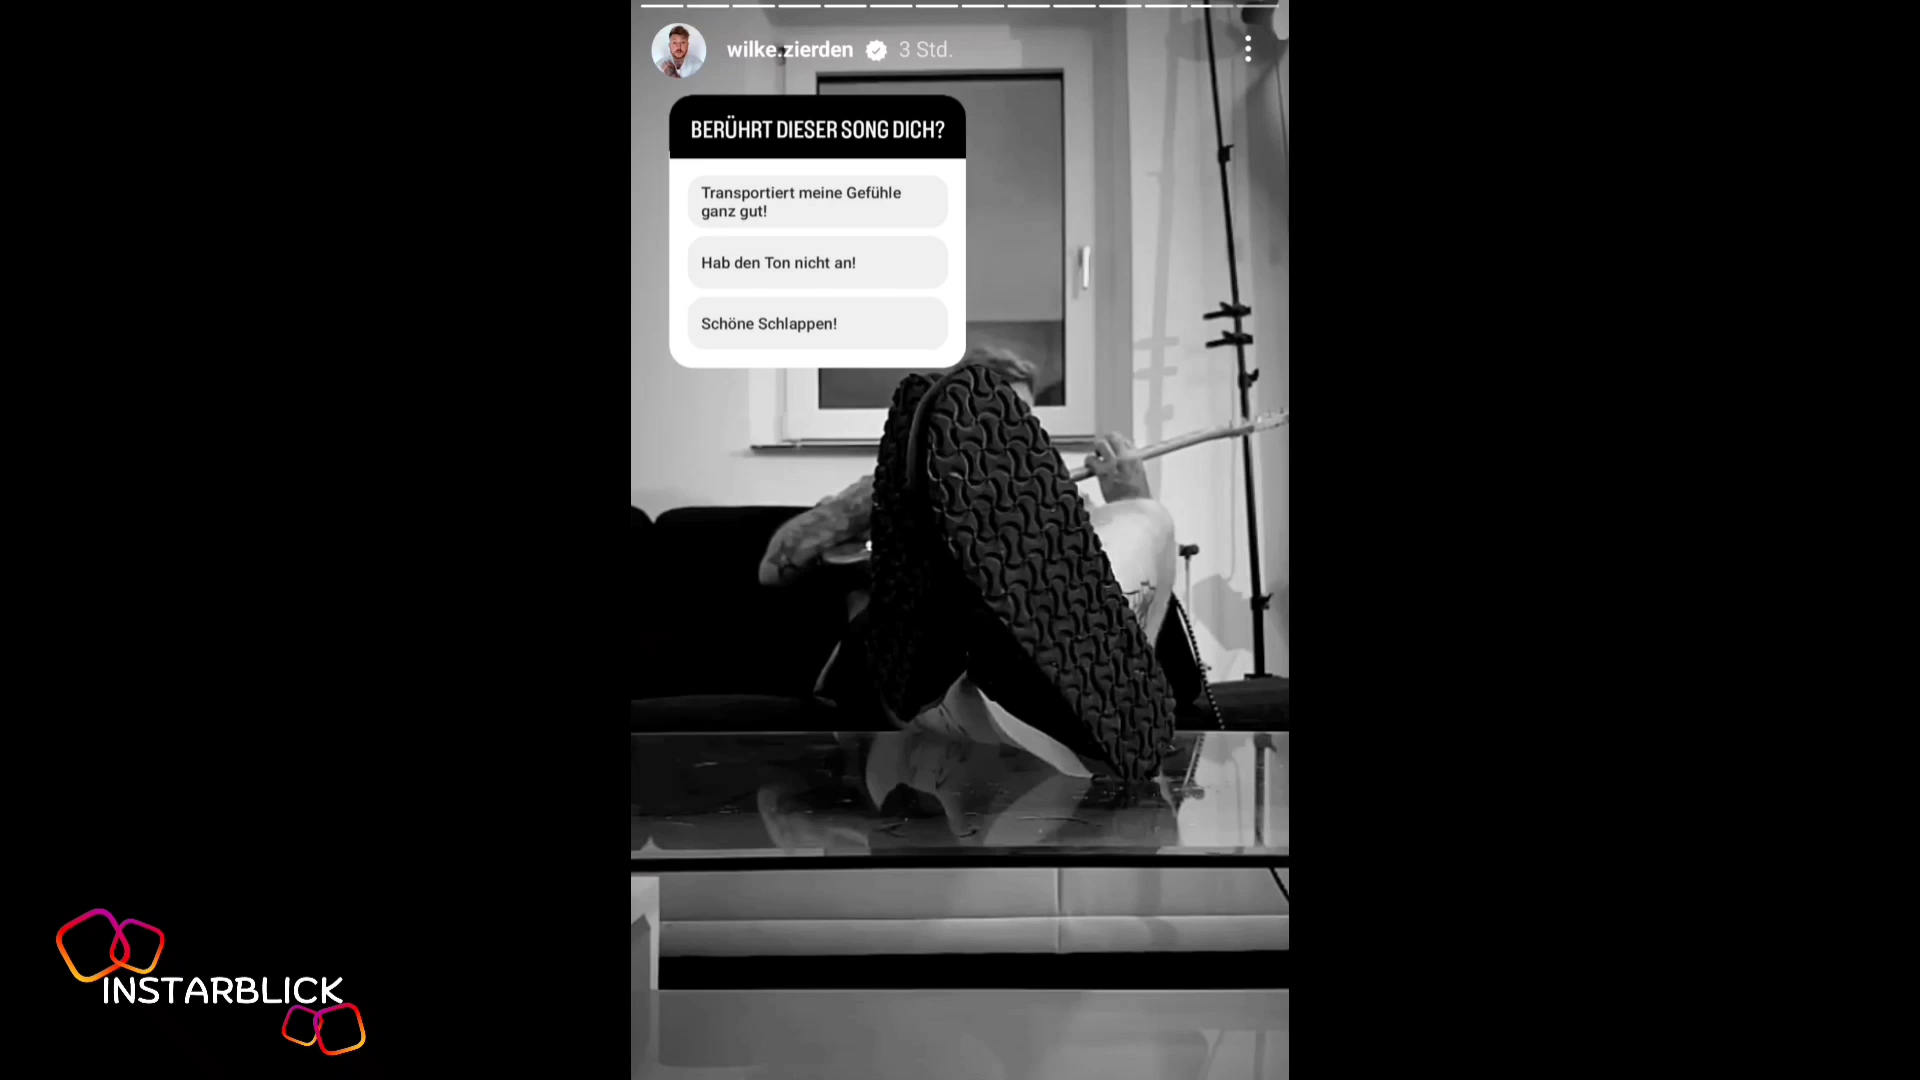 wilke.zierden 3 Std.
BERÜHRT DIESER SONG DICH?
Transportiert meine Gefühle
ganz gut!
Hab den Ton nicht an!
Schöne Schlappen!
INSTARBLICK